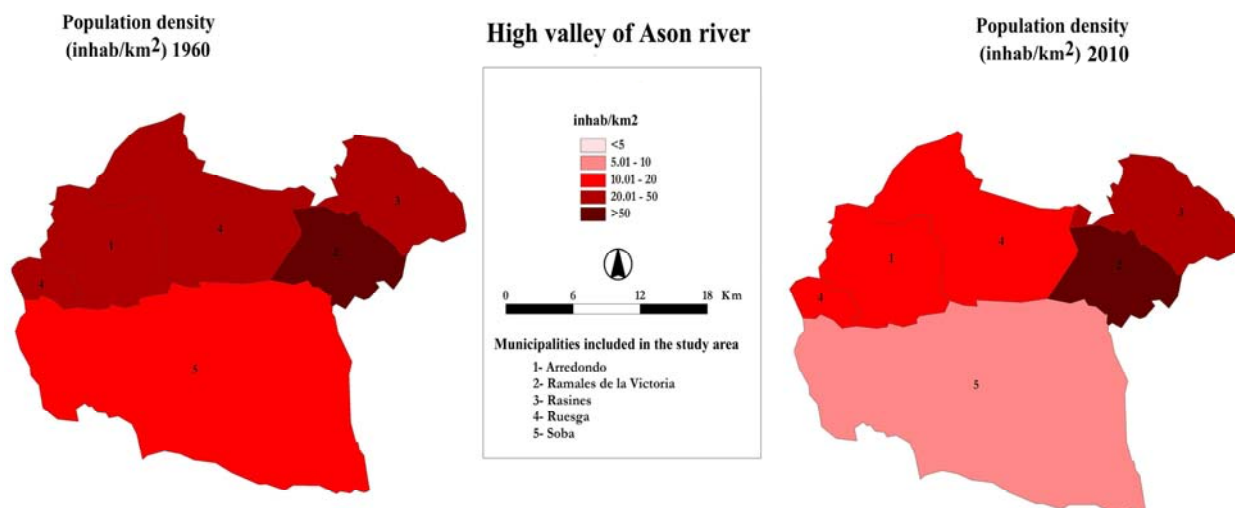 Population density
(inhab/km2) 1960
1
2
3
4
4
5
High valley of Ason river
inhab/km2
<5
5.01 - 10
10.01 - 20
20.01 - 50
>50
0 6 12 18 Km
Municipalities included in the study area
1- Arredondo
2- Ramales de la Victoria
3- Rasines
4- Ruesga
5- Soba
Population density
(inhab/km2) 2010
3
4
1
2
4
5